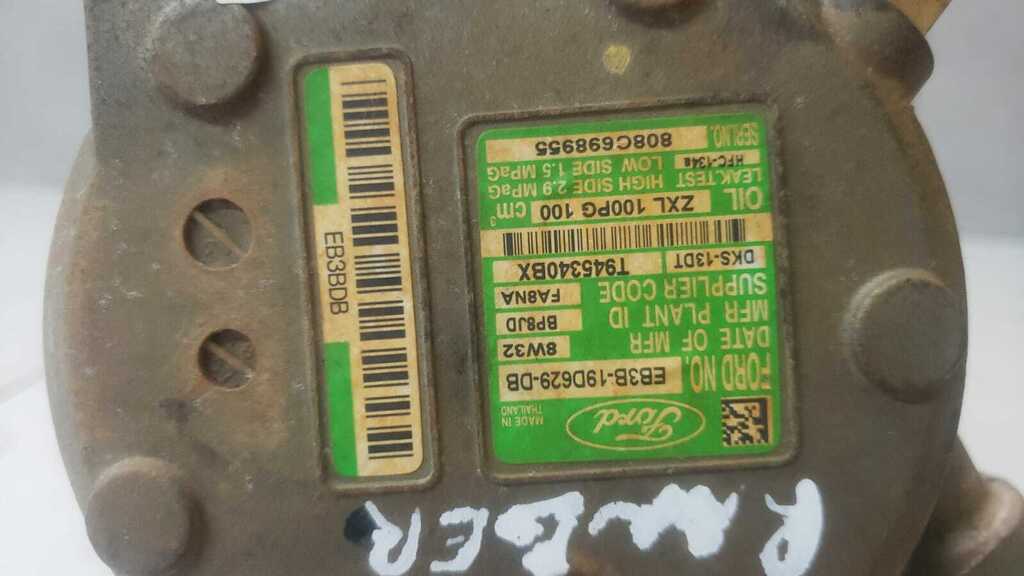 Ford
MADE IN
THAILAND
FORD NO. EB3B-19D629-DB
DATE OF MFR 8W32
MFR PLANT ID BP8JD
SUPPLIER CODE FA8NA
DKS-13DT T945340BX
OIL ZXL 100PG 100 cm³
LEAK TEST HIGH SIDE 2.9 MPaG
HFC-134a LOW SIDE 1.5 MPaG
SERI.NO. 808C698955
EB3BDB
RANGER